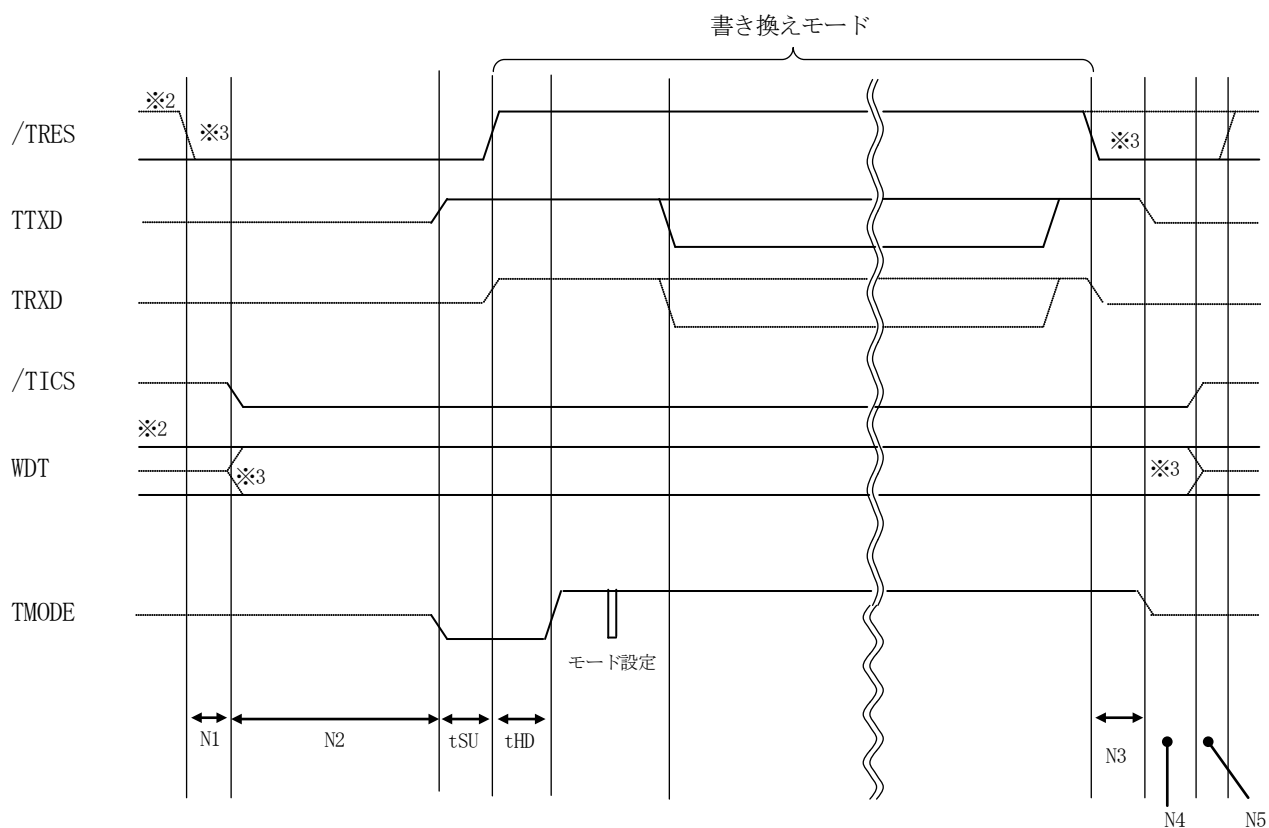 書き換えモード
※2
/TRES
※3
※3
TTXD
TRXD
/TICS
※2
WDT
※3
※3
TMODE
モード設定
N1
N2
tSU
tHD
N3
N4
N5